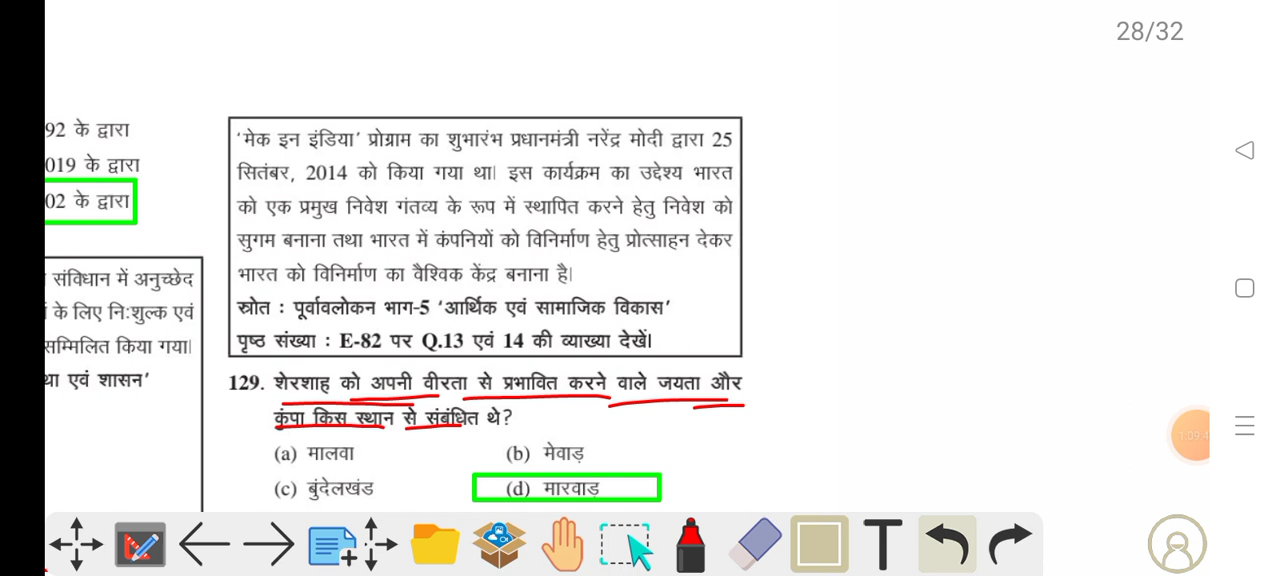 28/32
92 के द्वारा
019 के द्वारा
02 के द्वारा
संविधान में अनुच्छेद
के लिए नि:शुल्क एवं
सम्मिलित किया गया।
था एवं शासन’
‘मेक इन इंडिया’ प्रोग्राम का शुभारंभ प्रधानमंत्री नरेंद्र मोदी द्वारा 25
सितंबर, 2014 को किया गया था। इस कार्यक्रम का उद्देश्य भारत
को एक प्रमुख निवेश गंतव्य के रूप में स्थापित करने हेतु निवेश को
सुगम बनाना तथा भारत में कंपनियों को विनिर्माण हेतु प्रोत्साहन देकर
भारत को विनिर्माण का वैश्विक केंद्र बनाना है।
स्रोत : पूर्वावलोकन भाग-5 ‘आर्थिक एवं सामाजिक विकास’
पृष्ठ संख्या : E-82 पर Q.13 एवं 14 की व्याख्या देखें।
129. शेरशाह को अपनी वीरता से प्रभावित करने वाले जयता और
कुंपा किस स्थान से संबंधित थे?
(a) मालवा (b) मेवाड़
(c) बुंदेलखंड (d) मारवाड़
T